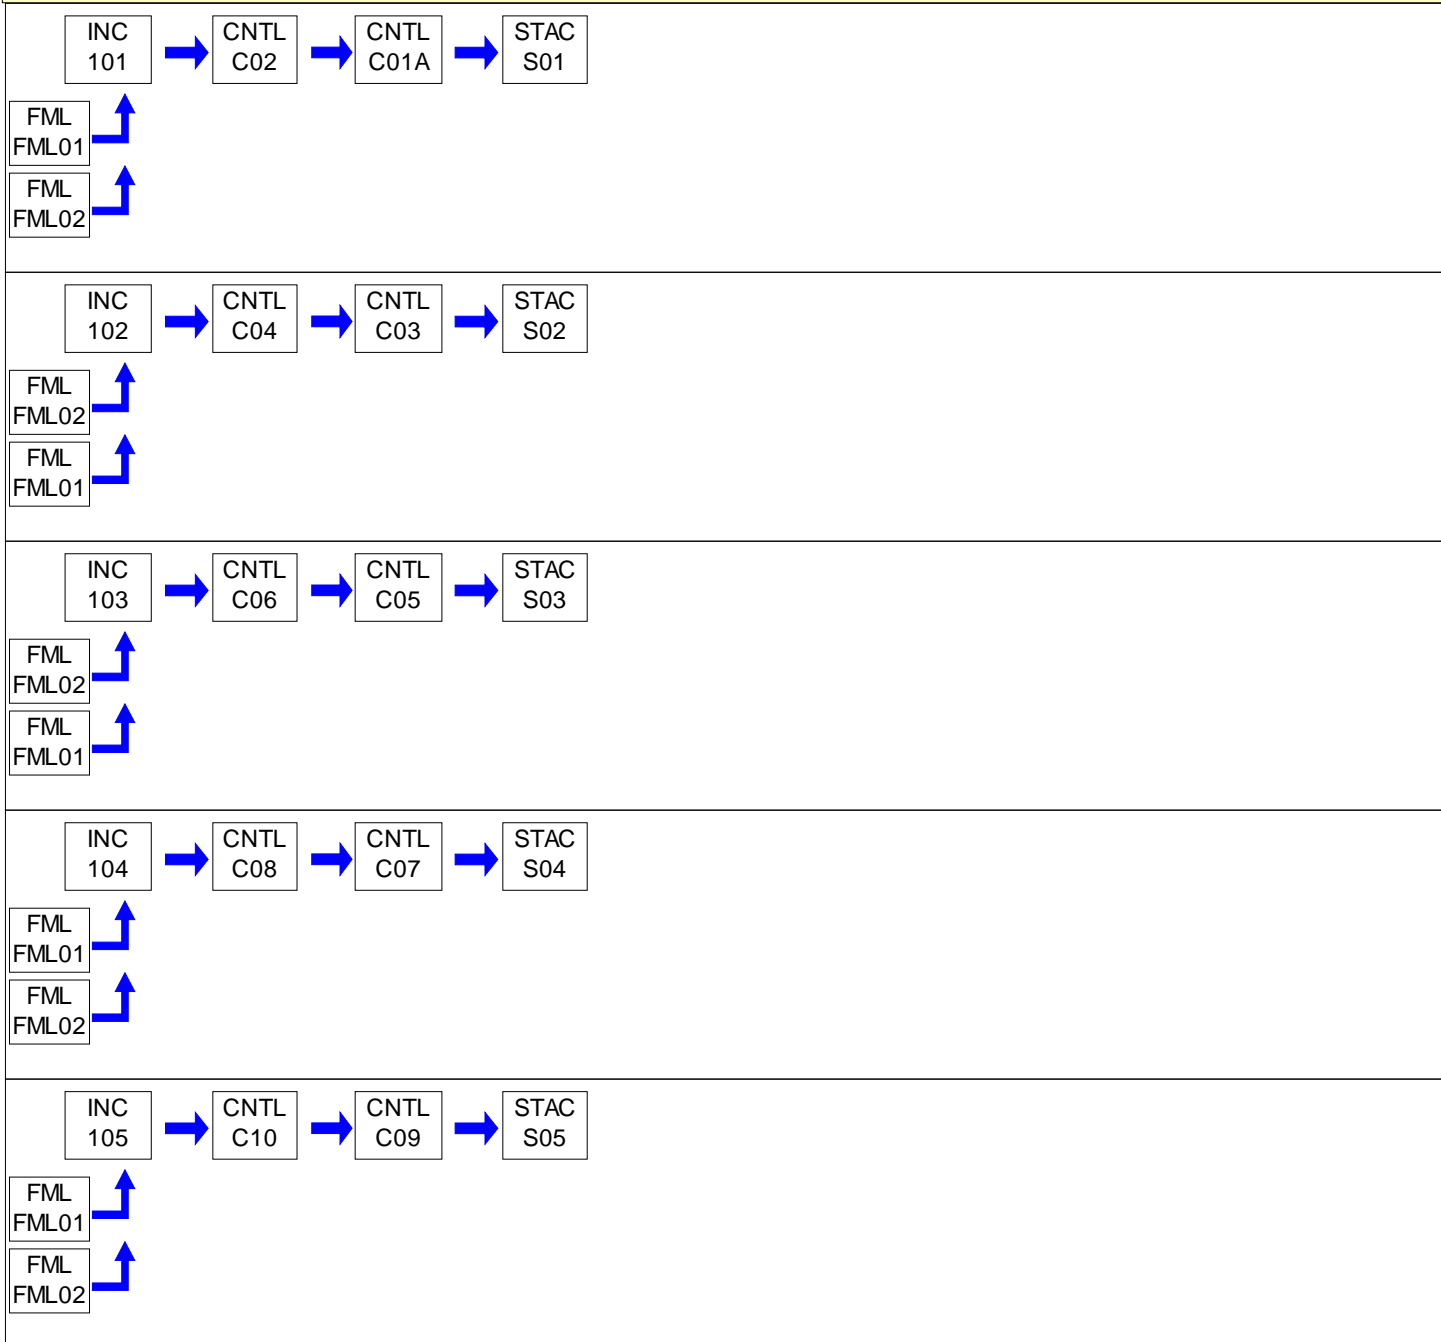 INC
101
CNTL
C02
CNTL
C01A
STAC
S01
FML
FML01
FML
FML02
INC
102
CNTL
C04
CNTL
C03
STAC
S02
FML
FML02
FML
FML01
INC
103
CNTL
C06
CNTL
C05
STAC
S03
FML
FML02
FML
FML01
INC
104
CNTL
C08
CNTL
C07
STAC
S04
FML
FML01
FML
FML02
INC
105
CNTL
C10
CNTL
C09
STAC
S05
FML
FML01
FML
FML02